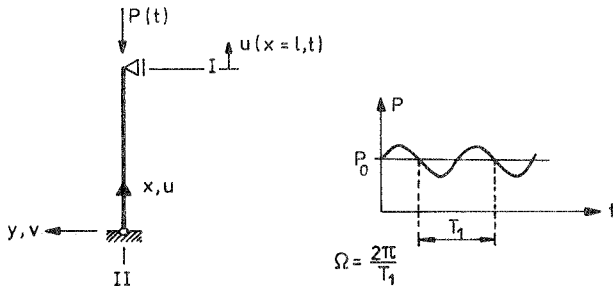 P(t)
u(x=l,t)
I
x,u
y,v
II
P
P₀
t
T₁
Ω = 2π/T₁